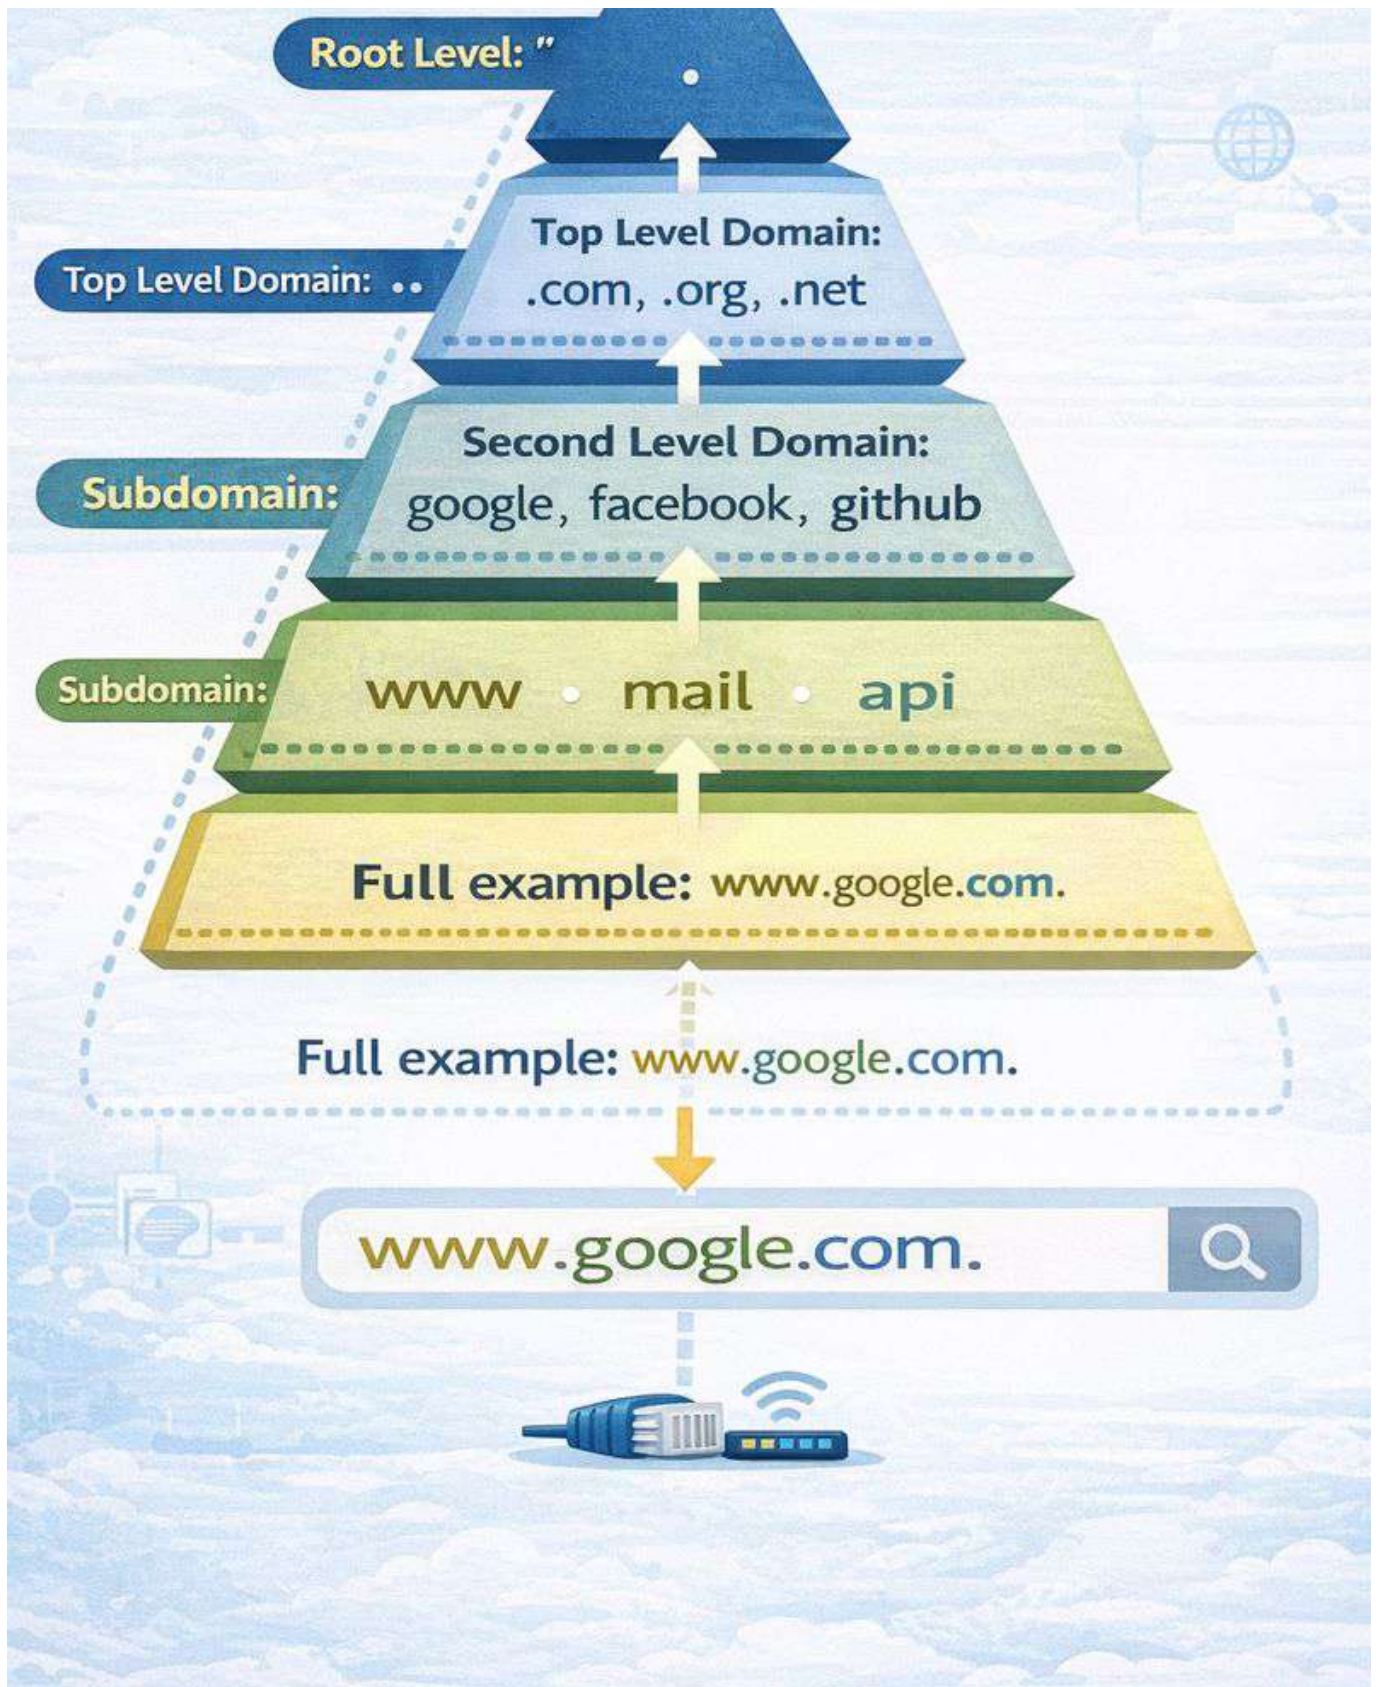 Root Level: "
.
Top Level Domain: ..
Top Level Domain:
.com, .org, .net
Subdomain:
Second Level Domain:
google, facebook, github
Subdomain:
www • mail • api
Full example: www.google.com.
Full example: www.google.com.
www.google.com.